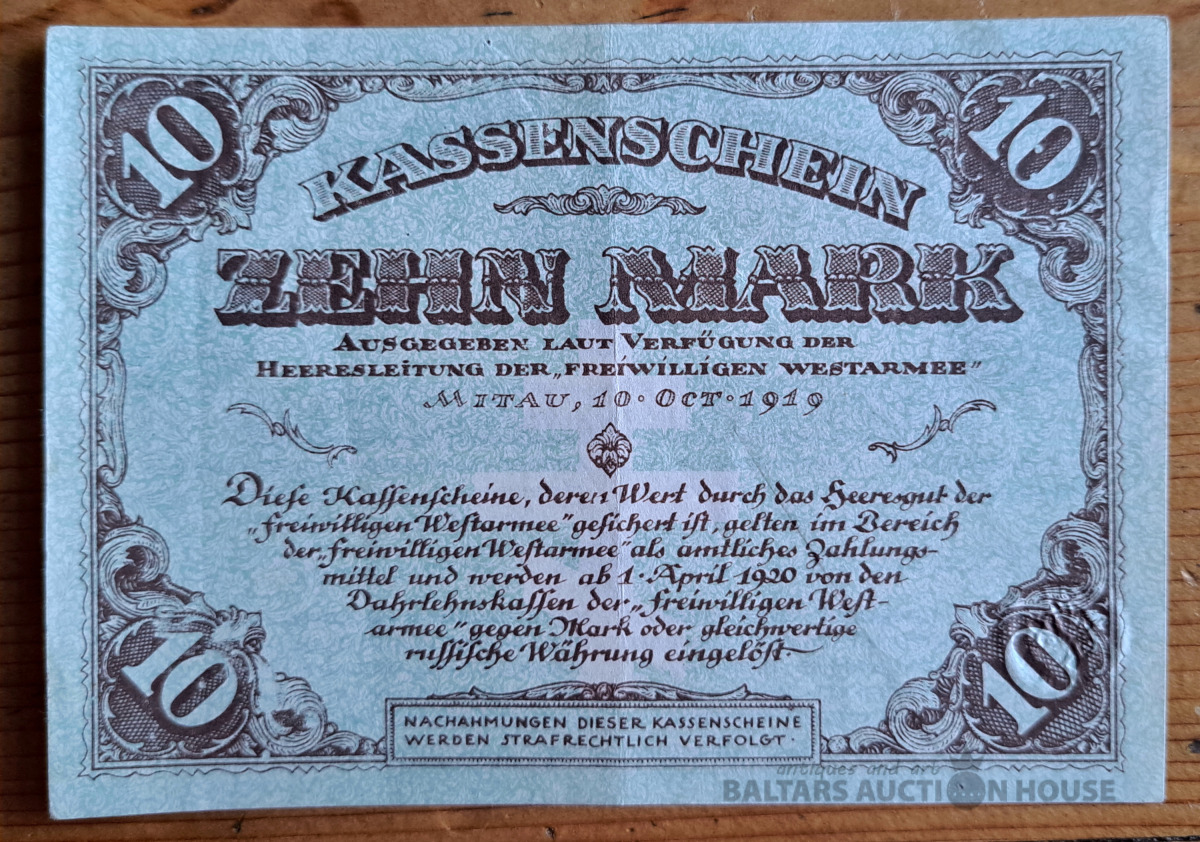 10
10
KASSENSCHEIN
ZEHN MARK
AUSGEGEBEN LAUT VERFÜGUNG DER
HEERESLEITUNG DER „FREIWILLIGEN WESTARMEE"
MITAU, 10·OCT·1919
Dieſe Kaſſenſcheine, deren Wert durch das Heeresgut der
„freiwilligen Weſtarmee" geſichert iſt, gelten im Bereich
der „freiwilligen Weſtarmee" als amtliches Zahlungs-
mittel und werden ab 1·April 1920 von den
Dahrlehnskaſſen der „freiwilligen Weſt-
armee" gegen Mark oder gleichwertige
ruſſiſche Währung eingelöſt·
10
10
NACHAHMUNGEN DIESER KASSENSCHEINE
WERDEN STRAFRECHTLICH VERFOLGT·
antiques and art
BALTARS AUCTION HOUSE